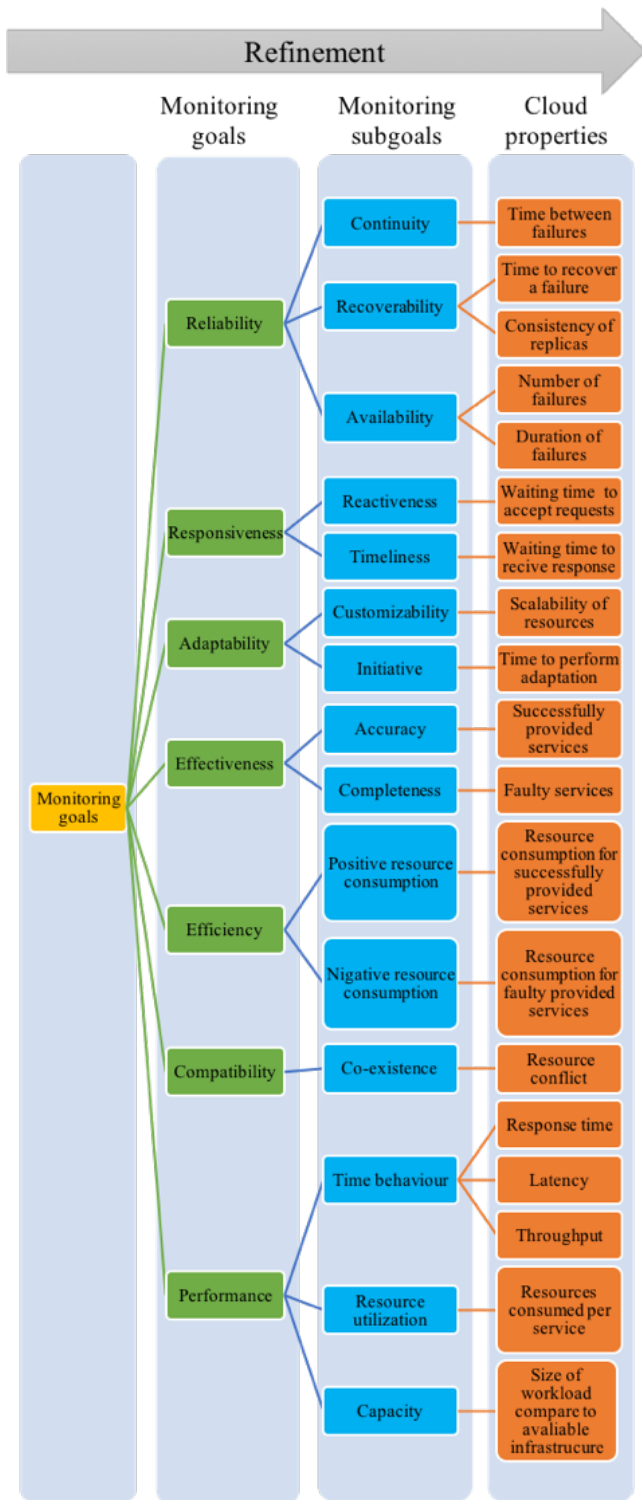 Refinement
Monitoring
goals
Monitoring
subgoals
Cloud
properties
Monitoring
goals
Reliability
Responsiveness
Adaptability
Effectiveness
Efficiency
Compatibility
Performance
Continuity
Recoverability
Availability
Reactiveness
Timeliness
Customizability
Initiative
Accuracy
Completeness
Positive resource
consumption
Nigative resource
consumption
Co-existence
Time behaviour
Resource
utilization
Capacity
Time between
failures
Time to recover
a failure
Consistency of
replicas
Number of
failures
Duration of
failures
Waiting time to
accept requests
Waiting time to
recive response
Scalability of
resources
Time to perform
adaptation
Successfully
provided
services
Faulty services
Resource
consumption for
successfully
provided
services
Resource
consumption for
faulty provided
services
Resource
conflict
Response time
Latency
Throughput
Resources
consumed per
service
Size of
workload
compare to
avaliable
infrastrucure